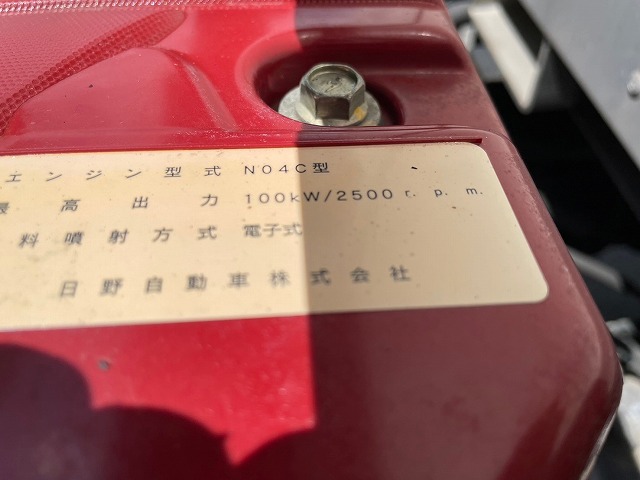 エンジン型式 N04C型
最高出力 100kW/2500 r.p.m.
料噴射方式 電子式
日野自動車株式会社